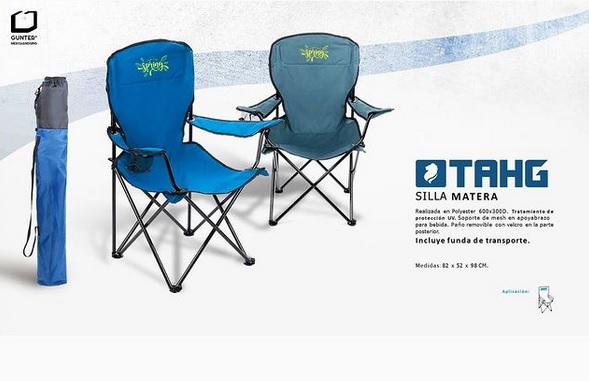 GUNTER®
MERCHANDISING
TAHG
SILLA MATERA
Realizada en Polyester 600x300D. Tratamiento de
protección UV. Soporte de mesh en apoyabrazo
para bebida. Paño removible con velcro en la parte
posterior.
Incluye funda de transporte.
Medidas: 82 x 52 x 98 CM.
Aplicación: